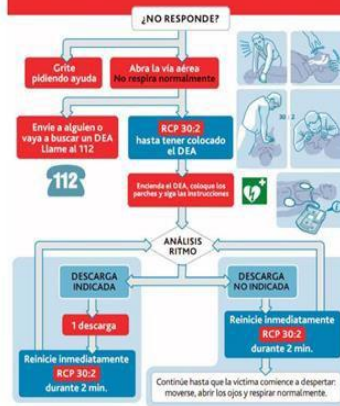 ¿NO RESPONDE?
Grite
pidiendo ayuda
Abra la vía aérea
No respira normalmente
Envíe a alguien o
vaya a buscar un DEA
Llame al 112
RCP 30:2
hasta tener colocado
el DEA
30:2
112
Encienda el DEA, coloque los
parches y siga las instrucciones
ANÁLISIS
RITMO
DESCARGA
INDICADA
DESCARGA
NO INDICADA
1 descarga
Reinicie inmediatamente
RCP 30:2
durante 2 min.
Reinicie inmediatamente
RCP 30:2
durante 2 min.
Continúe hasta que la víctima comience a despertar:
moverse, abrir los ojos y respirar normalmente.